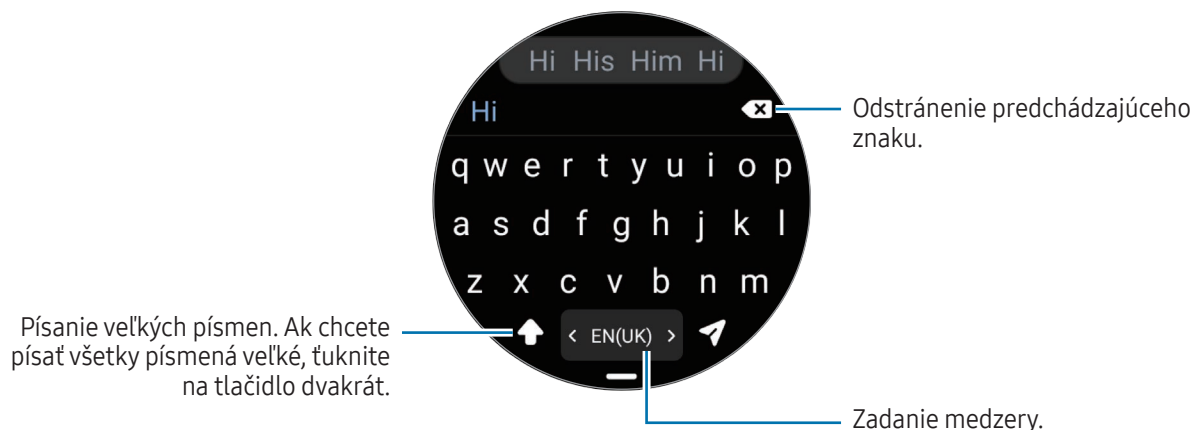 Hi His Him Hi
Hi
Odstránenie predchádzajúceho
znaku.
q w e r t y u i o p
a s d f g h j k l
z x c v b n m
Písanie veľkých písmen. Ak chcete
písať všetky písmená veľké, ťuknite
na tlačidlo dvakrát.
< EN(UK) >
Zadanie medzery.